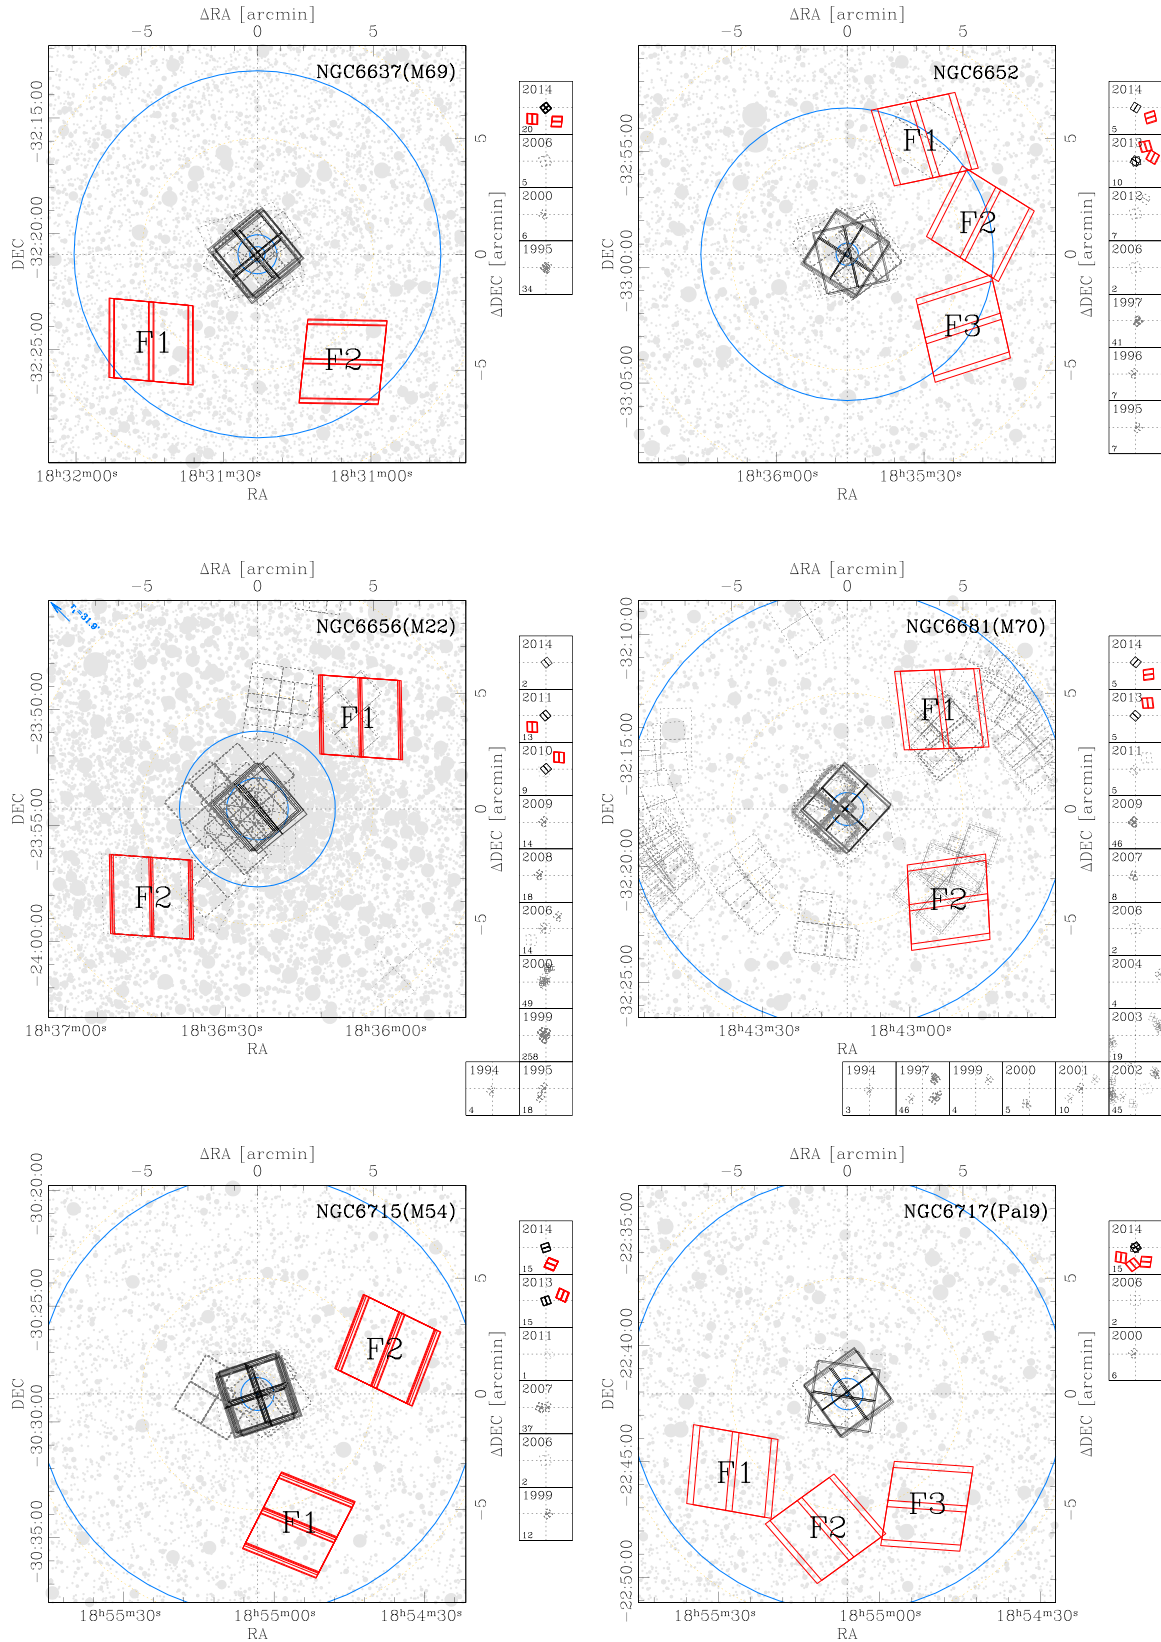 ΔRA [arcmin]
−5 0 5
NGC6637(M69)
−32:15:00
−32:20:00
−32:25:00
DEC
5
0
−5
ΔDEC [arcmin]
F1
F2
18ʰ32ᵐ00ˢ 18ʰ31ᵐ30ˢ 18ʰ31ᵐ00ˢ
RA
2014
20
2006
5
2000
6
1995
34
ΔRA [arcmin]
−5 0 5
NGC6652
−32:55:00
−33:00:00
−33:05:00
DEC
5
0
−5
ΔDEC [arcmin]
F1
F2
F3
18ʰ36ᵐ00ˢ 18ʰ35ᵐ30ˢ
RA
2014
5
2013
10
2012
7
2006
2
1997
41
1996
7
1995
7
ΔRA [arcmin]
−5 0 5
rₜ=31.9'
NGC6656(M22)
−23:50:00
−23:55:00
−24:00:00
DEC
5
0
−5
ΔDEC [arcmin]
F1
F2
18ʰ37ᵐ00ˢ 18ʰ36ᵐ30ˢ 18ʰ36ᵐ00ˢ
RA
2014
2
2011
13
2010
9
2009
14
2008
18
2006
14
2000
49
1999
258
1994
4
1995
18
ΔRA [arcmin]
−5 0 5
NGC6681(M70)
−32:10:00
−32:15:00
−32:20:00
−32:25:00
DEC
5
0
−5
ΔDEC [arcmin]
F1
F2
18ʰ43ᵐ30ˢ 18ʰ43ᵐ00ˢ
RA
2014
5
2013
5
2011
5
2009
46
2007
8
2006
2
2004
4
2003
19
1994
3
1997
46
1999
4
2000
5
2001
10
2002
45
ΔRA [arcmin]
−5 0 5
NGC6715(M54)
−30:20:00
−30:25:00
−30:30:00
−30:35:00
DEC
5
0
−5
ΔDEC [arcmin]
F2
F1
18ʰ55ᵐ30ˢ 18ʰ55ᵐ00ˢ 18ʰ54ᵐ30ˢ
RA
2014
15
2013
15
2011
1
2007
37
2006
2
1999
12
ΔRA [arcmin]
−5 0 5
NGC6717(Pal9)
−22:35:00
−22:40:00
−22:45:00
−22:50:00
DEC
5
0
−5
ΔDEC [arcmin]
F1
F2
F3
18ʰ55ᵐ30ˢ 18ʰ55ᵐ00ˢ 18ʰ54ᵐ30ˢ
RA
2014
15
2006
2
2000
6